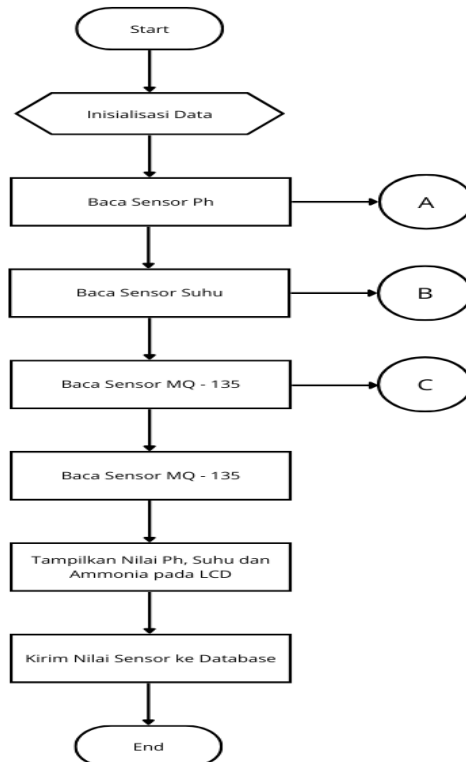 Start
Inisialisasi Data
Baca Sensor Ph
A
Baca Sensor Suhu
B
Baca Sensor MQ - 135
C
Baca Sensor MQ - 135
Tampilkan Nilai Ph, Suhu dan
Ammonia pada LCD
Kirim Nilai Sensor ke Database
End